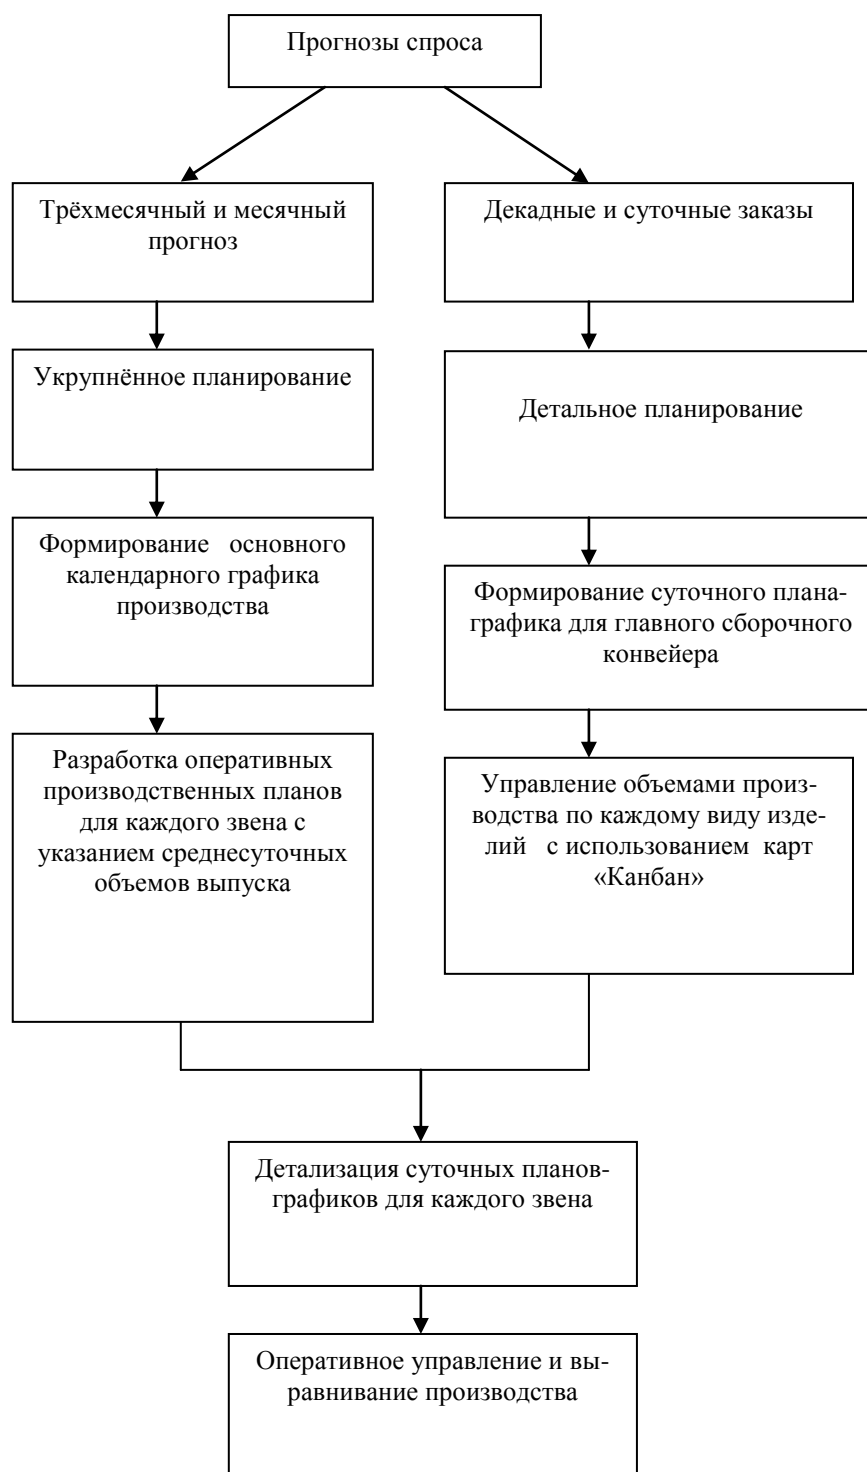 Прогнозы спроса
Трёхмесячный и месячный
прогноз
Укрупнённое планирование
Формирование основного
календарного графика
производства
Разработка оперативных
производственных планов
для каждого звена с
указанием среднесуточных
объемов выпуска
Декадные и суточные заказы
Детальное планирование
Формирование суточного плана-
графика для главного сборочного
конвейера
Управление объемами произ-
водства по каждому виду изде-
лий с использованием карт
«Канбан»
Детализация суточных планов-
графиков для каждого звена
Оперативное управление и вы-
равнивание производства